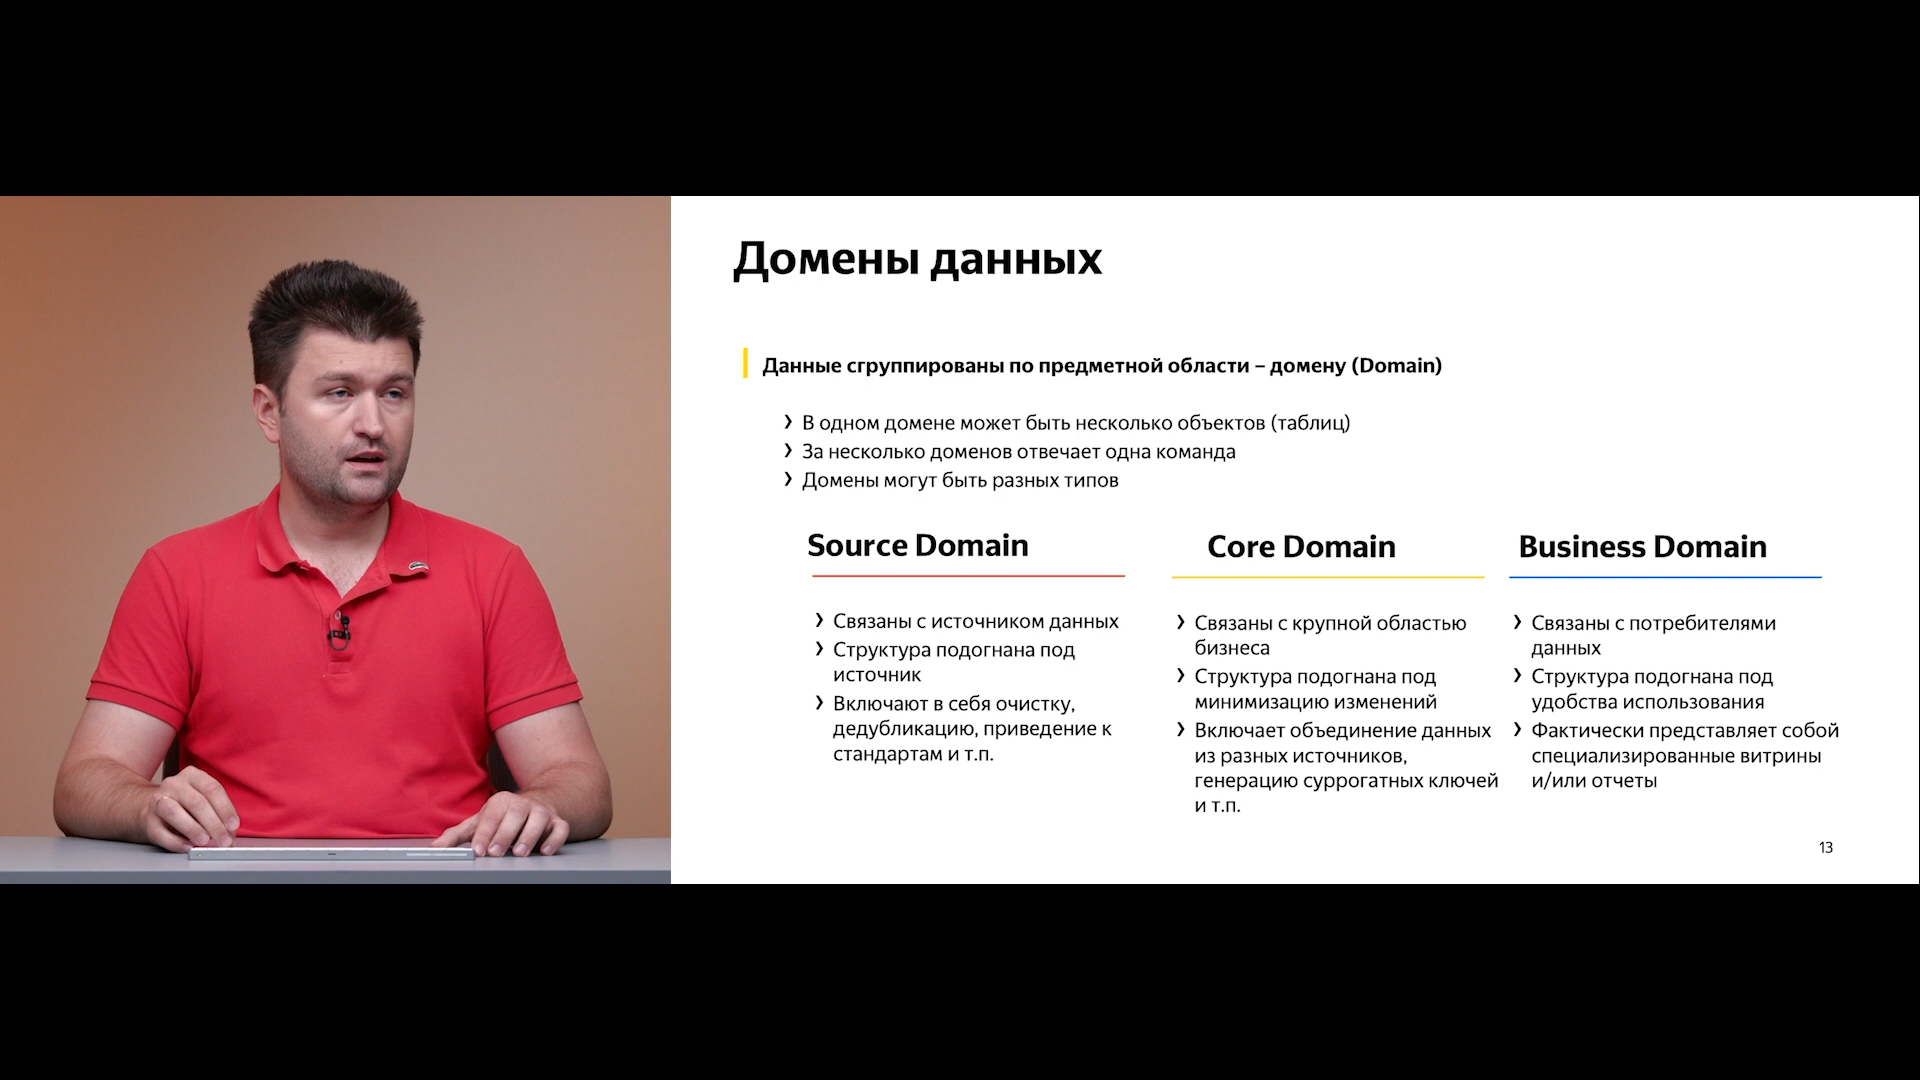 Домены данных
Данные сгруппированы по предметной области – домену (Domain)
› В одном домене может быть несколько объектов (таблиц)
› За несколько доменов отвечает одна команда
› Домены могут быть разных типов
Source Domain
› Связаны с источником данных
› Структура подогнана под
источник
› Включают в себя очистку,
дедубликацию, приведение к
стандартам и т.п.
Core Domain
› Связаны с крупной областью
бизнеса
› Структура подогнана под
минимизацию изменений
› Включает объединение данных
из разных источников,
генерацию суррогатных ключей
и т.п.
Business Domain
› Связаны с потребителями
данных
› Структура подогнана под
удобства использования
› Фактически представляет собой
специализированные витрины
и/или отчеты
13